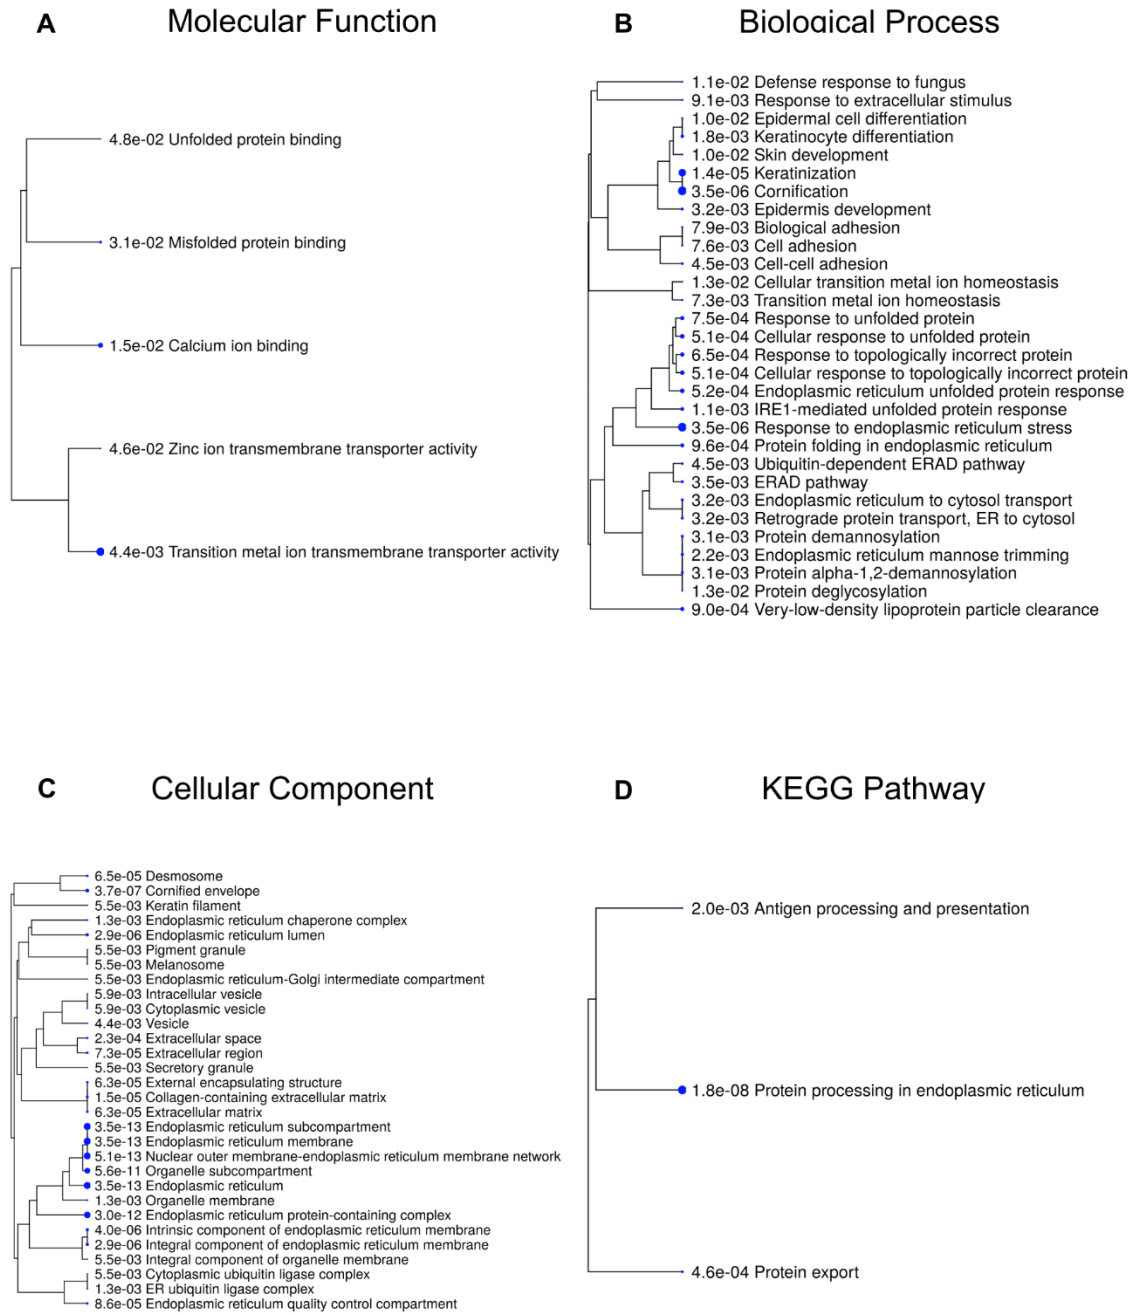 A Molecular Function
4.8e-02 Unfolded protein binding
3.1e-02 Misfolded protein binding
1.5e-02 Calcium ion binding
4.6e-02 Zinc ion transmembrane transporter activity
4.4e-03 Transition metal ion transmembrane transporter activity
B Biological Process
1.1e-02 Defense response to fungus
9.1e-03 Response to extracellular stimulus
1.0e-02 Epidermal cell differentiation
1.8e-03 Keratinocyte differentiation
1.0e-02 Skin development
1.4e-05 Keratinization
3.5e-06 Cornification
3.2e-03 Epidermis development
7.9e-03 Biological adhesion
7.6e-03 Cell adhesion
4.5e-03 Cell-cell adhesion
1.3e-02 Cellular transition metal ion homeostasis
7.3e-03 Transition metal ion homeostasis
7.5e-04 Response to unfolded protein
5.1e-04 Cellular response to unfolded protein
6.5e-04 Response to topologically incorrect protein
5.1e-04 Cellular response to topologically incorrect protein
5.2e-04 Endoplasmic reticulum unfolded protein response
1.1e-03 IRE1-mediated unfolded protein response
3.5e-06 Response to endoplasmic reticulum stress
9.6e-04 Protein folding in endoplasmic reticulum
4.5e-03 Ubiquitin-dependent ERAD pathway
3.5e-03 ERAD pathway
3.2e-03 Endoplasmic reticulum to cytosol transport
3.2e-03 Retrograde protein transport, ER to cytosol
3.1e-03 Protein demannosylation
2.2e-03 Endoplasmic reticulum mannose trimming
3.1e-03 Protein alpha-1,2-demannosylation
1.3e-02 Protein deglycosylation
9.0e-04 Very-low-density lipoprotein particle clearance
C Cellular Component
6.5e-05 Desmosome
3.7e-07 Cornified envelope
5.5e-03 Keratin filament
1.3e-03 Endoplasmic reticulum chaperone complex
2.9e-06 Endoplasmic reticulum lumen
5.5e-03 Pigment granule
5.5e-03 Melanosome
5.5e-03 Endoplasmic reticulum-Golgi intermediate compartment
5.9e-03 Intracellular vesicle
5.9e-03 Cytoplasmic vesicle
4.4e-03 Vesicle
2.3e-04 Extracellular space
7.3e-05 Extracellular region
5.5e-03 Secretory granule
6.3e-05 External encapsulating structure
1.5e-05 Collagen-containing extracellular matrix
6.3e-05 Extracellular matrix
3.5e-13 Endoplasmic reticulum subcompartment
3.5e-13 Endoplasmic reticulum membrane
5.1e-13 Nuclear outer membrane-endoplasmic reticulum membrane network
5.6e-11 Organelle subcompartment
3.5e-13 Endoplasmic reticulum
1.3e-03 Organelle membrane
3.0e-12 Endoplasmic reticulum protein-containing complex
4.0e-06 Intrinsic component of endoplasmic reticulum membrane
2.9e-06 Integral component of endoplasmic reticulum membrane
5.5e-03 Integral component of organelle membrane
5.5e-03 Cytoplasmic ubiquitin ligase complex
1.3e-03 ER ubiquitin ligase complex
8.6e-05 Endoplasmic reticulum quality control compartment
D KEGG Pathway
2.0e-03 Antigen processing and presentation
1.8e-08 Protein processing in endoplasmic reticulum
4.6e-04 Protein export